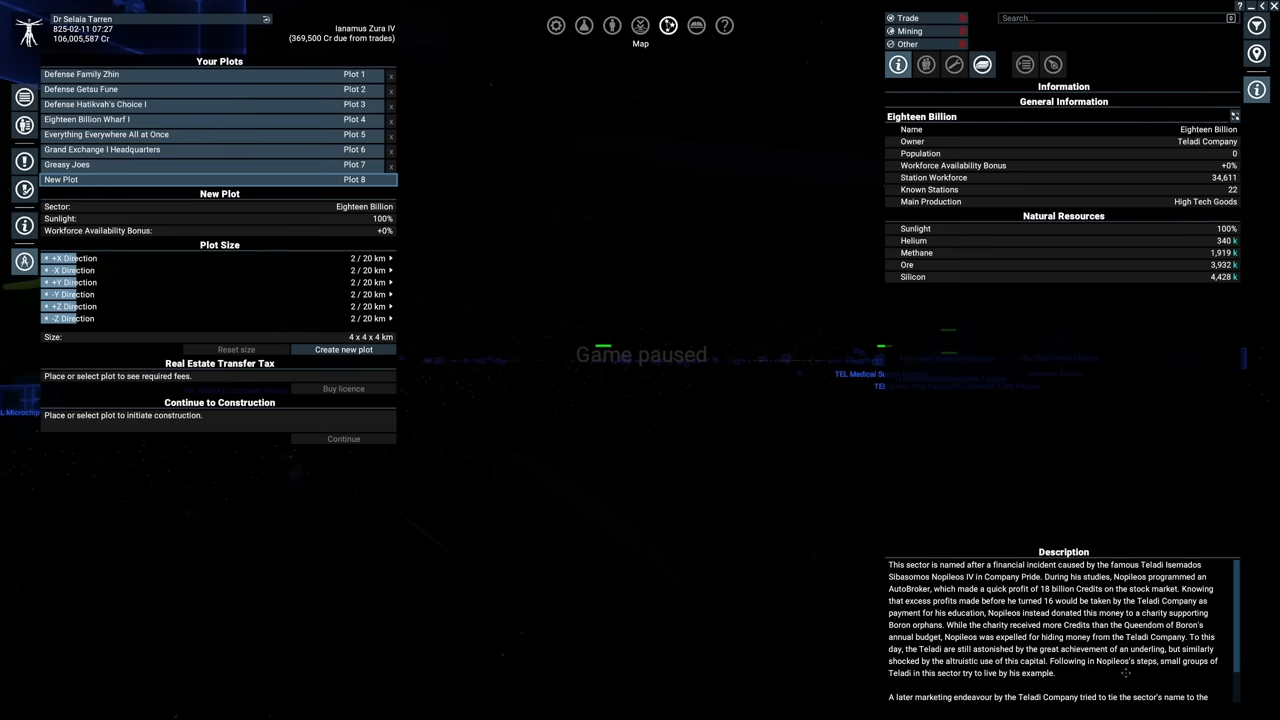 Dr Selaia Tarren
825-02-11 07:27
106,005,587 Cr
Ianamus Zura IV
(369,500 Cr due from trades)
Map
Your Plots
Defense Family Zhin Plot 1 x
Defense Getsu Fune Plot 2 x
Defense Hatikvah's Choice I Plot 3 x
Eighteen Billion Wharf I Plot 4 x
Everything Everywhere All at Once Plot 5 x
Grand Exchange I Headquarters Plot 6 x
Greasy Joes Plot 7 x
New Plot Plot 8
New Plot
Sector: Eighteen Billion
Sunlight: 100%
Workforce Availability Bonus: +0%
Plot Size
+X Direction 2 / 20 km
-X Direction 2 / 20 km
+Y Direction 2 / 20 km
-Y Direction 2 / 20 km
+Z Direction 2 / 20 km
-Z Direction 2 / 20 km
Size: 4 x 4 x 4 km
Reset size Create new plot
Real Estate Transfer Tax
Place or select plot to see required fees.
Buy licence
Continue to Construction
Place or select plot to initiate construction.
Continue
Game paused
TEL Medical Su
TEL
L Microchip
Trade
Mining
Other
Search...
0
Information
General Information
Eighteen Billion
Name Eighteen Billion
Owner Teladi Company
Population 0
Workforce Availability Bonus +0%
Station Workforce 34,611
Known Stations 22
Main Production High Tech Goods
Natural Resources
Sunlight 100%
Helium 340 k
Methane 1,919 k
Ore 3,932 k
Silicon 4,428 k
Description
This sector is named after a financial incident caused by the famous Teladi Isemados
Sibasomos Nopileos IV in Company Pride. During his studies, Nopileos programmed an
AutoBroker, which made a quick profit of 18 billion Credits on the stock market. Knowing
that excess profits made before he turned 16 would be taken by the Teladi Company as
payment for his education, Nopileos instead donated this money to a charity supporting
Boron orphans. While the charity received more Credits than the Queendom of Boron's
annual budget, Nopileos was expelled for hiding money from the Teladi Company. To this
day, the Teladi are still astonished by the great achievement of an underling, but similarly
shocked by the altruistic use of this capital. Following in Nopileos's steps, small groups of
Teladi in this sector try to live by his example.
A later marketing endeavour by the Teladi Company tried to tie the sector's name to the